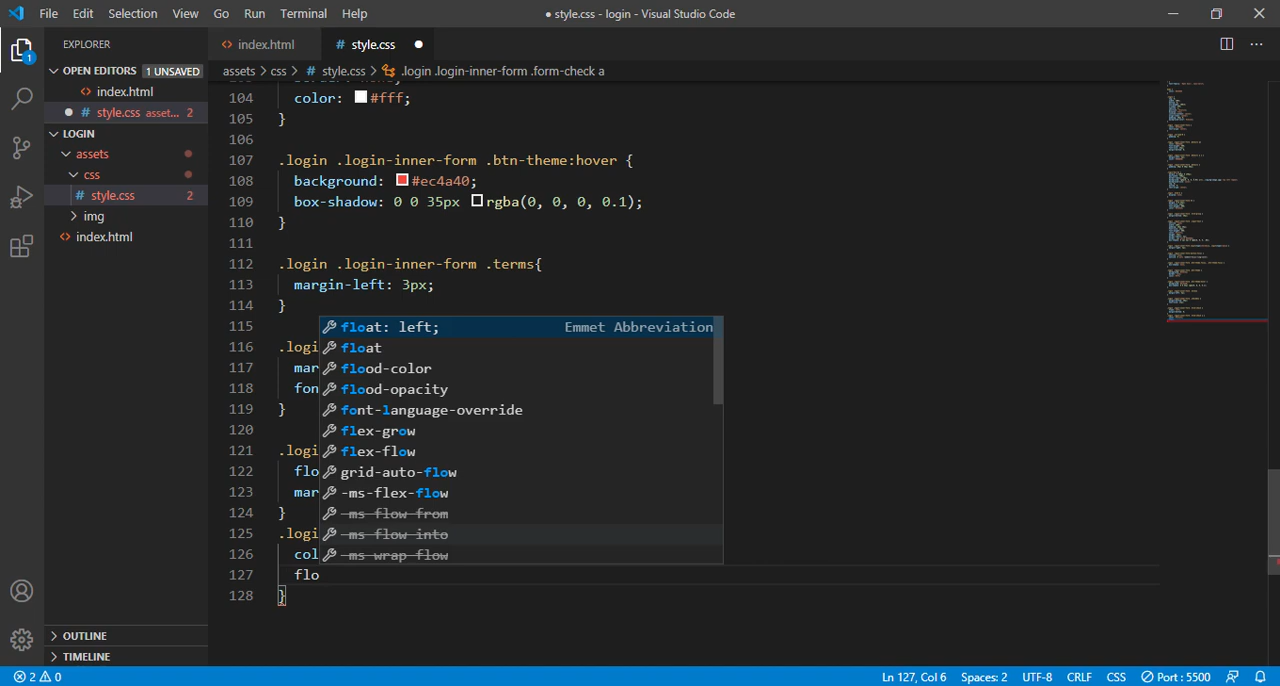 File Edit Selection View Go Run Terminal Help
● style.css - login - Visual Studio Code
EXPLORER
<> index.html
# style.css ●
OPEN EDITORS 1 UNSAVED
assets > css > # style.css > .login .login-inner-form .form-check a
<> index.html
● # style.css asset... 2
LOGIN
assets
css
# style.css 2
img
<> index.html
104 color: #fff;
105 }
106
107 .login .login-inner-form .btn-theme:hover {
108 background: #ec4a40;
109 box-shadow: 0 0 35px rgba(0, 0, 0, 0.1);
110 }
111
112 .login .login-inner-form .terms{
113 margin-left: 3px;
114 }
115
116 .logi
117 mar
118 fon
119 }
120
121 .logi
122 flo
123 mar
124 }
125 .logi
126 col
127 flo
128 }
float: left; Emmet Abbreviation
float
flood-color
flood-opacity
font-language-override
flex-grow
flex-flow
grid-auto-flow
-ms-flex-flow
-ms-flow-from
-ms-flow-into
-ms-wrap-flow
OUTLINE
TIMELINE
1
2 0
Ln 127, Col 6 Spaces: 2 UTF-8 CRLF CSS Port : 5500